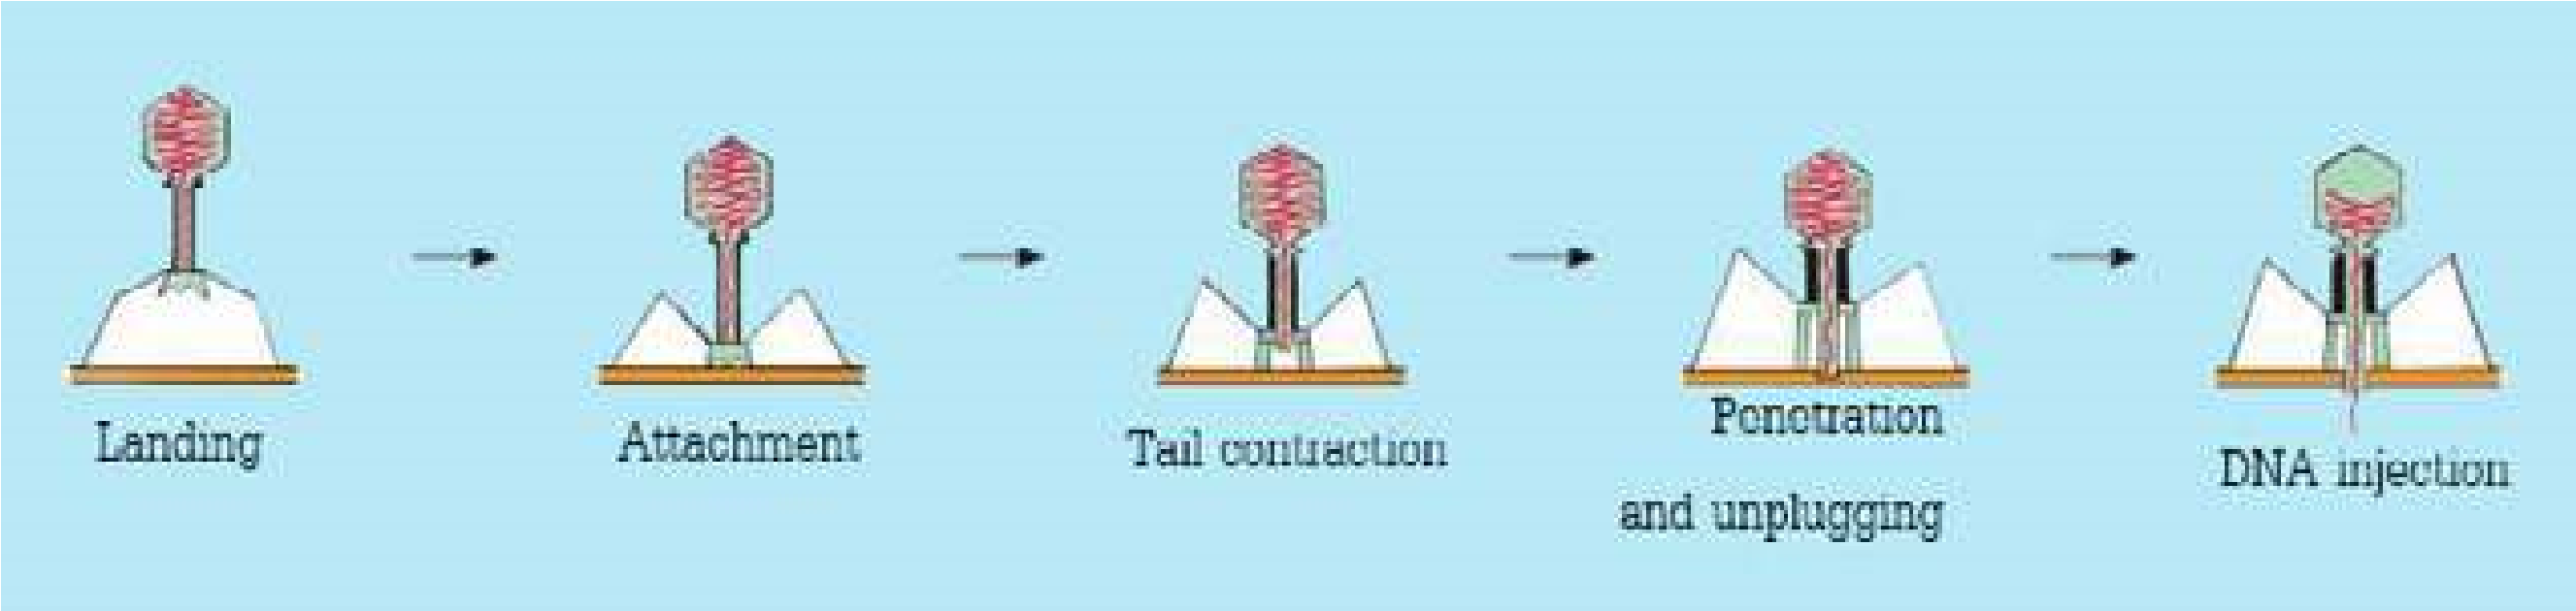 Landing
Attachment
Tail contraction
Penetration
and unplugging
DNA injection